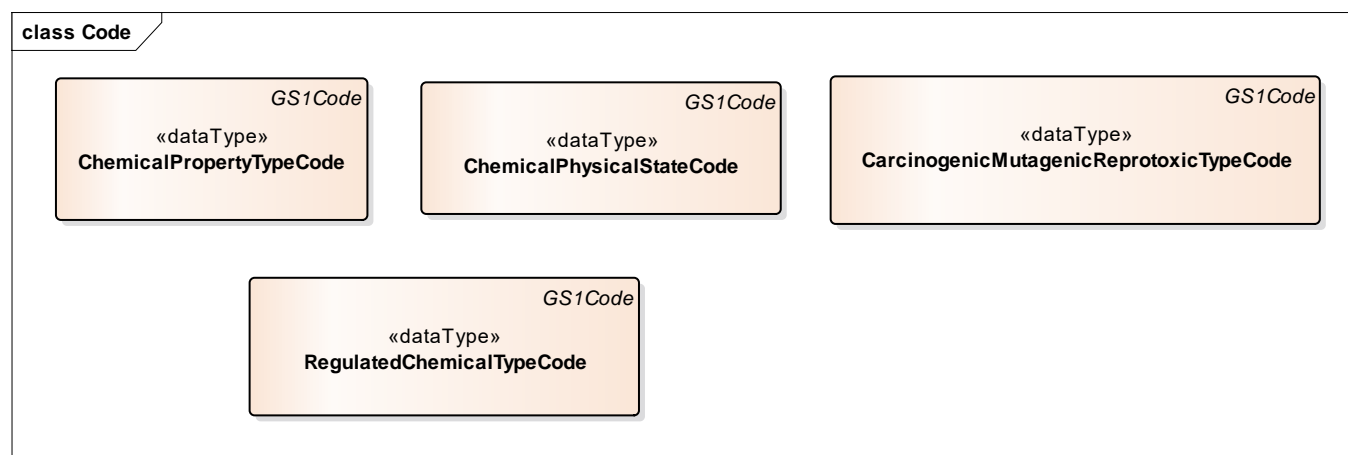 class Code
GS1Code
«dataType»
ChemicalPropertyTypeCode
GS1Code
«dataType»
ChemicalPhysicalStateCode
GS1Code
«dataType»
CarcinogenicMutagenicReprotoxicTypeCode
GS1Code
«dataType»
RegulatedChemicalTypeCode